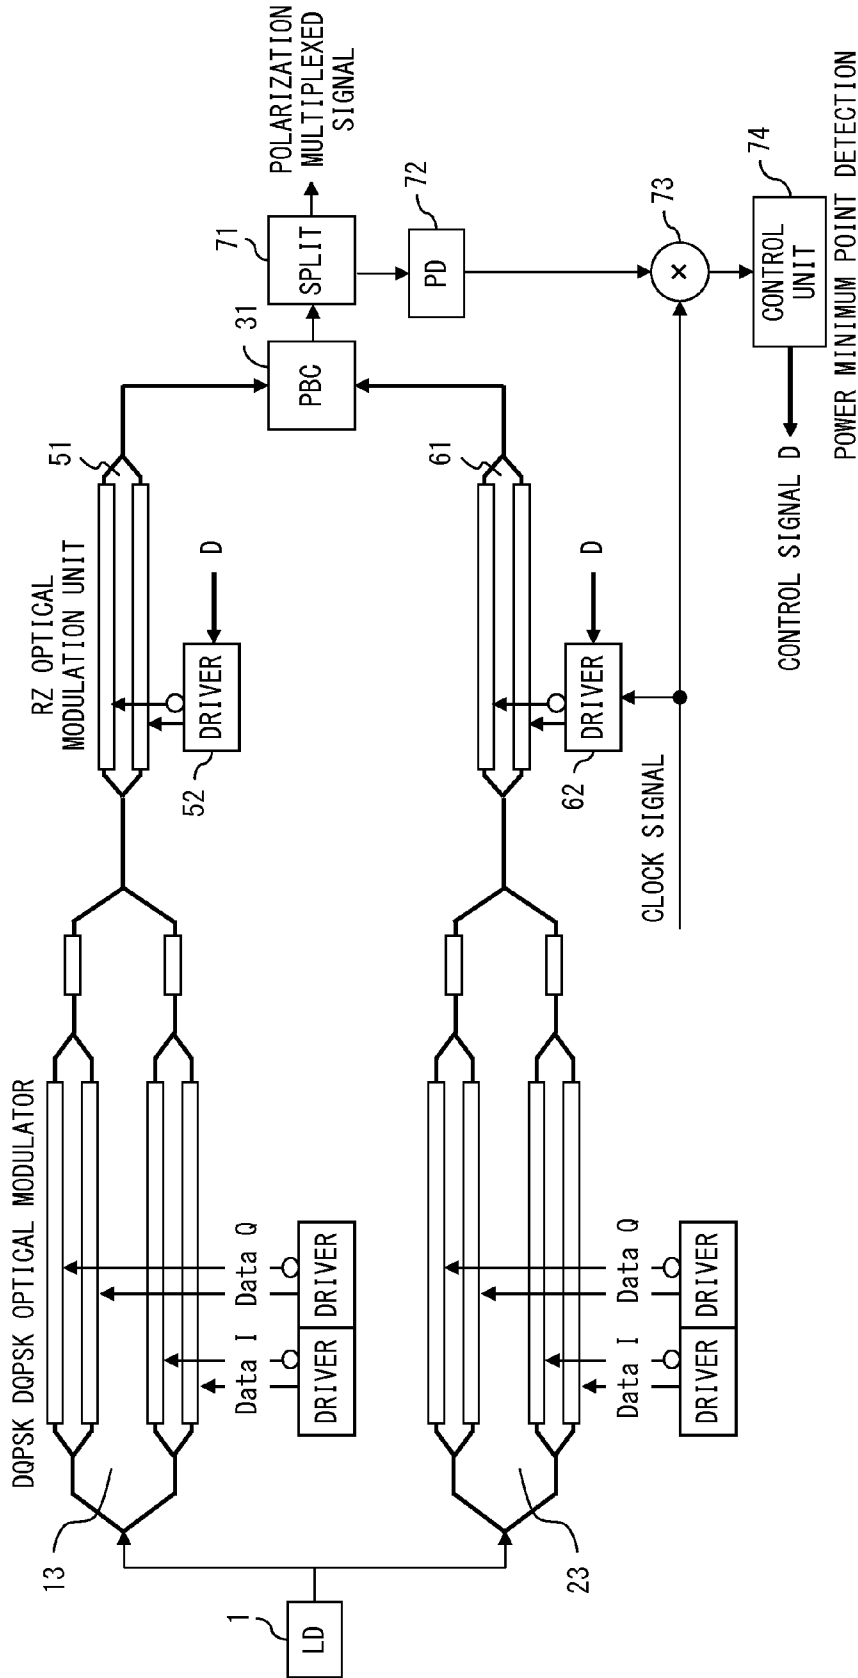 DQPSK DQPSK OPTICAL MODULATOR
13
1
LD
Data I
Data Q
DRIVER
DRIVER
RZ OPTICAL
MODULATION UNIT
51
52
DRIVER
D
23
Data I
Data Q
DRIVER
DRIVER
61
62
DRIVER
D
CLOCK SIGNAL
31
PBC
71
SPLIT
POLARIZATION
MULTIPLEXED
SIGNAL
72
PD
73
×
74
CONTROL
UNIT
CONTROL SIGNAL D
POWER MINIMUM POINT DETECTION